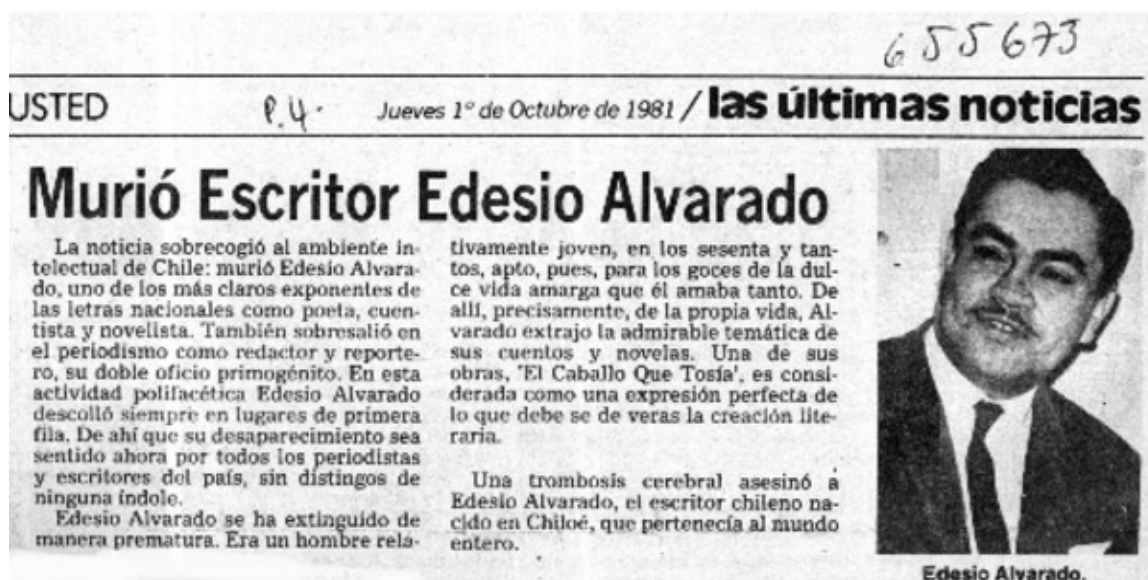 655673
USTED P.4. Jueves 1º de Octubre de 1981 / las últimas noticias
Murió Escritor Edesio Alvarado
La noticia sobrecogió al ambiente in-
telectual de Chile: murió Edesio Alvara-
do, uno de los más claros exponentes de
las letras nacionales como poeta, cuen-
tista y novelista. También sobresalió en
el periodismo como redactor y reporte-
ro, su doble oficio primogénito. En esta
actividad polifacética Edesio Alvarado
descolló siempre en lugares de primera
fila. De ahí que su desaparecimiento sea
sentido ahora por todos los periodistas
y escritores del país, sin distingos de
ninguna índole.
Edesio Alvarado se ha extinguido de
manera prematura. Era un hombre rela-
tivamente joven, en los sesenta y tan-
tos, apto, pues, para los goces de la dul-
ce vida amarga que él amaba tanto. De
allí, precisamente, de la propia vida, Al-
varado extrajo la admirable temática de
sus cuentos y novelas. Una de sus
obras, 'El Caballo Que Tosía', es consi-
derada como una expresión perfecta de
lo que debe se de veras la creación lite-
raria.
Una trombosis cerebral asesinó a
Edesio Alvarado, el escritor chileno na-
cido en Chiloé, que pertenecía al mundo
entero.
Edesio Alvarado.